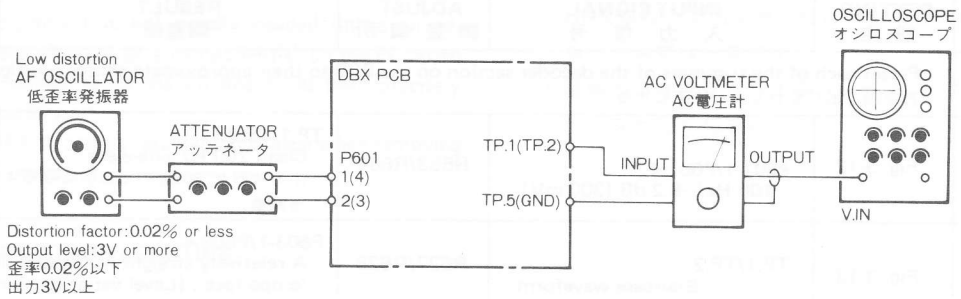 OSCILLOSCOPE
オシロスコープ
Low distortion
AF OSCILLATOR
低歪率発振器
DBX PCB
AC VOLTMETER
AC電圧計
ATTENUATOR
アッテネータ
P601
1(4)
2(3)
TP.1(TP.2)
TP.5(GND)
INPUT
OUTPUT
V.IN
Distortion factor:0.02% or less
Output level:3V or more
歪率0.02%以下
出力3V以上